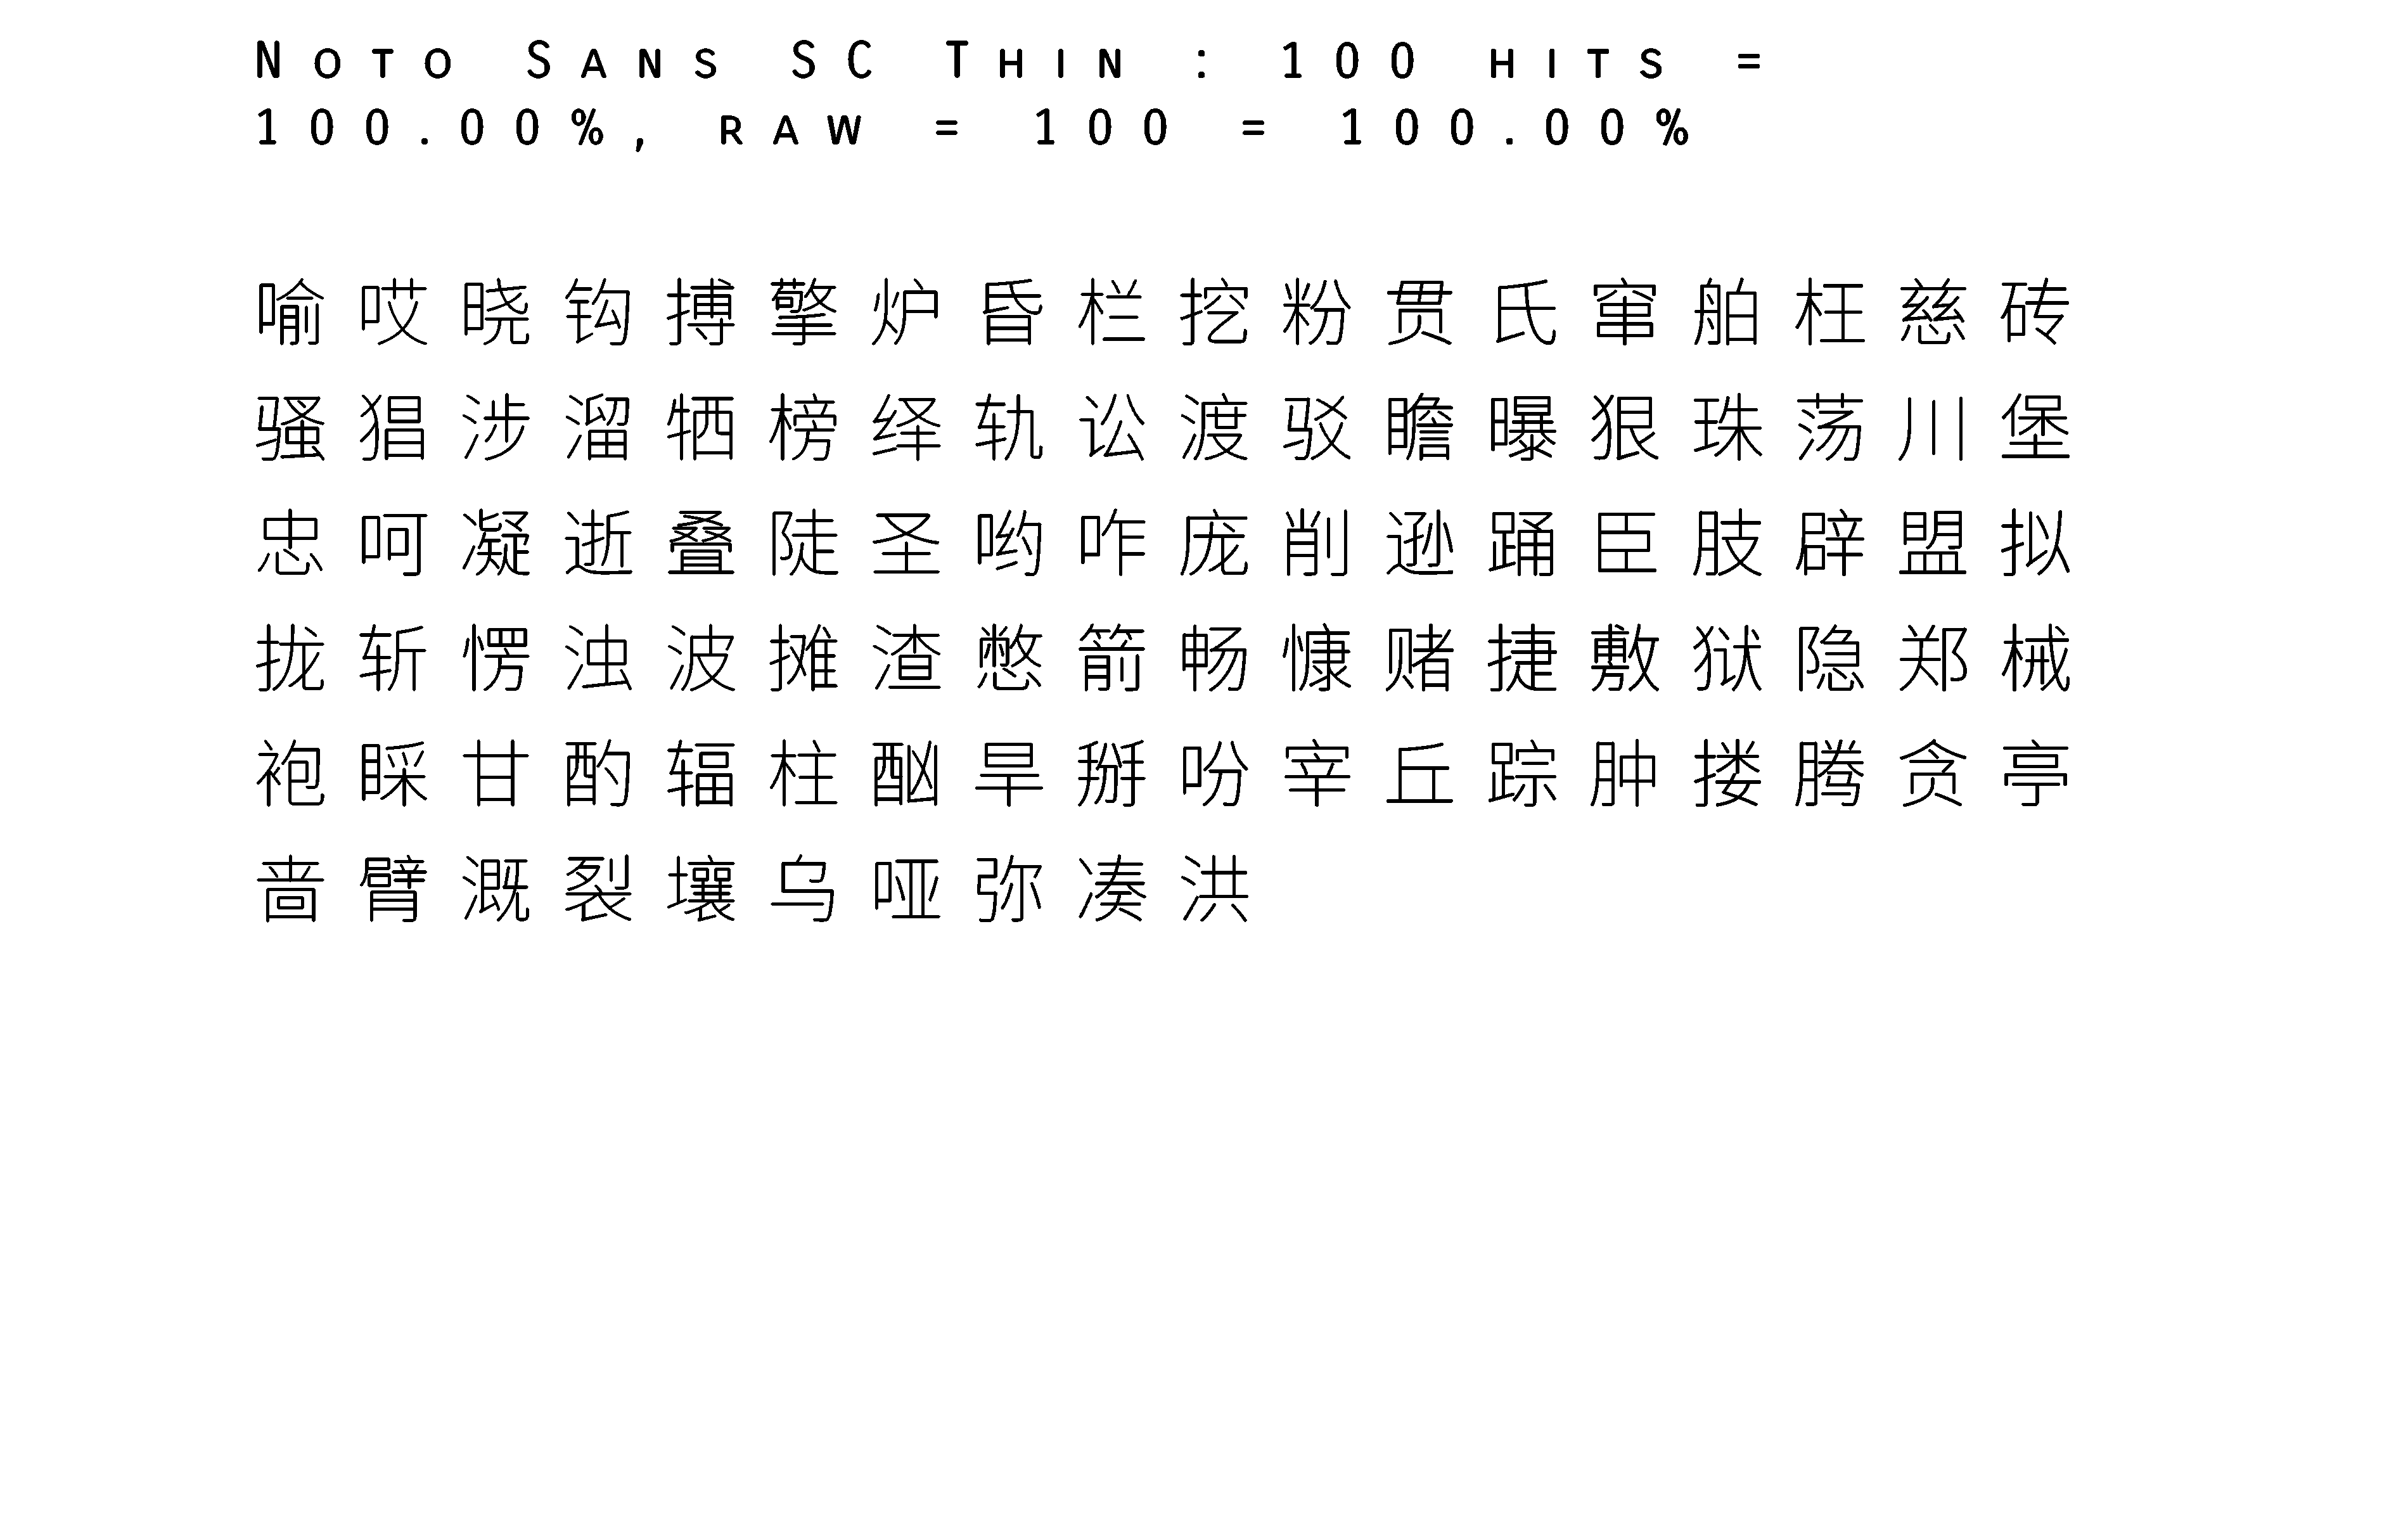 Noto Sans SC Thin : 100 hits =
100.00%, raw = 100 = 100.00%
喻哎晓钩搏擎炉昏栏挖粉贯氏窜舶枉慈砖
骚猖涉溜牺榜绎轨讼渡驳瞻曝狠珠荡川堡
忠呵凝逝叠陡圣哟咋庞削逊踊臣肢辟盟拟
拢斩愣浊波摊渣憋箭畅慷赌捷敷狱隐郑械
袍睬甘酌辐柱酗旱掰吩宰丘踪肿搂腾贪亭
啬臂溉裂壤乌哑弥凑洪